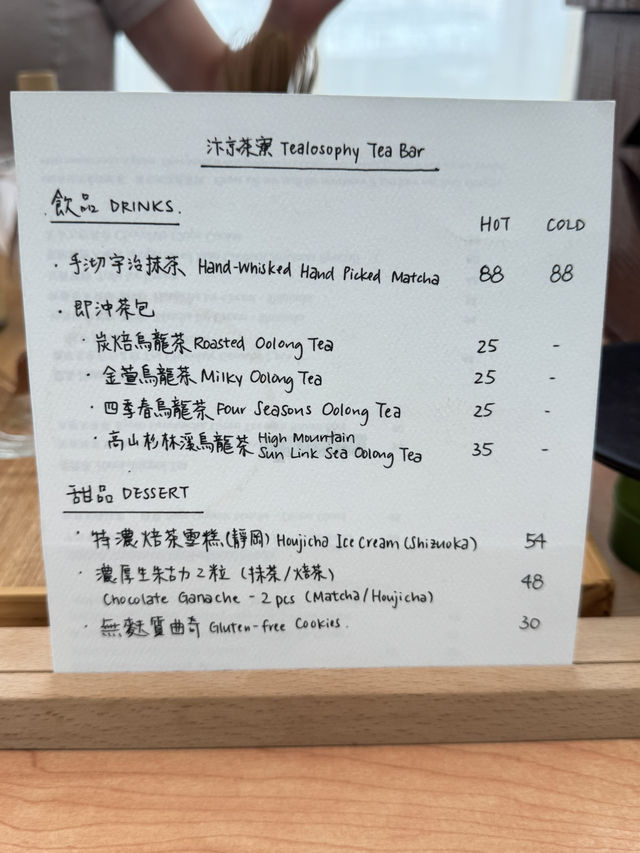 汴京茶寮 Tealosophy Tea Bar
飲品 DRINKS.
HOT COLD
· 手沏宇治抹茶 Hand-Whisked Hand Picked Matcha 88 88
· 即沖茶包
· 炭焙烏龍茶 Roasted Oolong Tea 25 -
· 金萱烏龍茶 Milky Oolong Tea 25 -
· 四季春烏龍茶 Four Seasons Oolong Tea 25 -
· 高山杉林溪烏龍茶 High Mountain
Sun Link Sea Oolong Tea 35 -
甜品 DESSERT
· 特濃焙茶雪糕(靜岡) Houjicha Ice Cream (Shizuoka) 54
· 濃厚生朱古力2粒 (抹茶/焙茶)
Chocolate Ganache - 2 pcs (Matcha/Houjicha) 48
· 無麩質曲奇 Gluten-free Cookies. 30